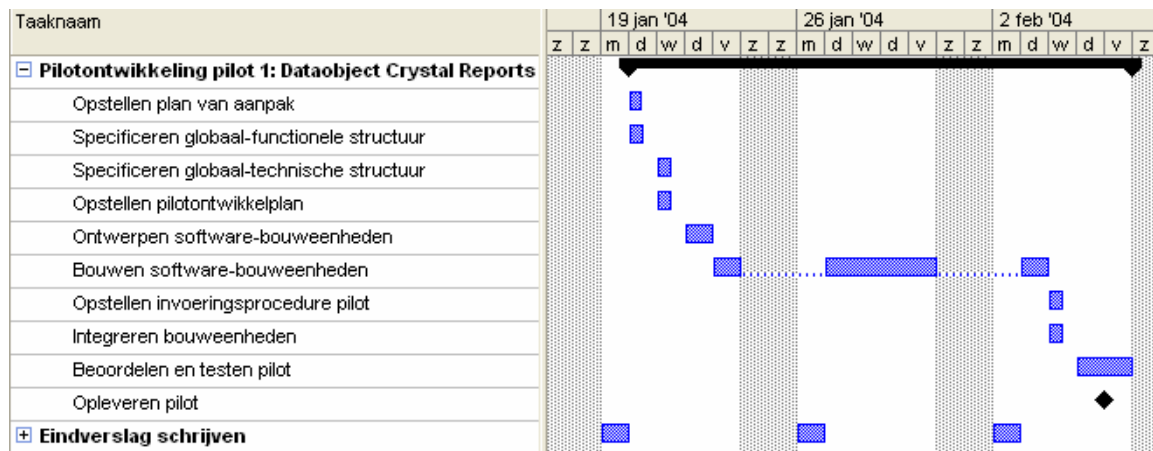 Taaknaam
19 jan '04 26 jan '04 2 feb '04
z z m d w d v z z m d w d v z z m d w d v z
Pilotontwikkeling pilot 1: Dataobject Crystal Reports
Opstellen plan van aanpak
Specificeren globaal-functionele structuur
Specificeren globaal-technische structuur
Opstellen pilotontwikkelplan
Ontwerpen software-bouweenheden
Bouwen software-bouweenheden
Opstellen invoeringsprocedure pilot
Integreren bouweenheden
Beoordelen en testen pilot
Opleveren pilot
Eindverslag schrijven